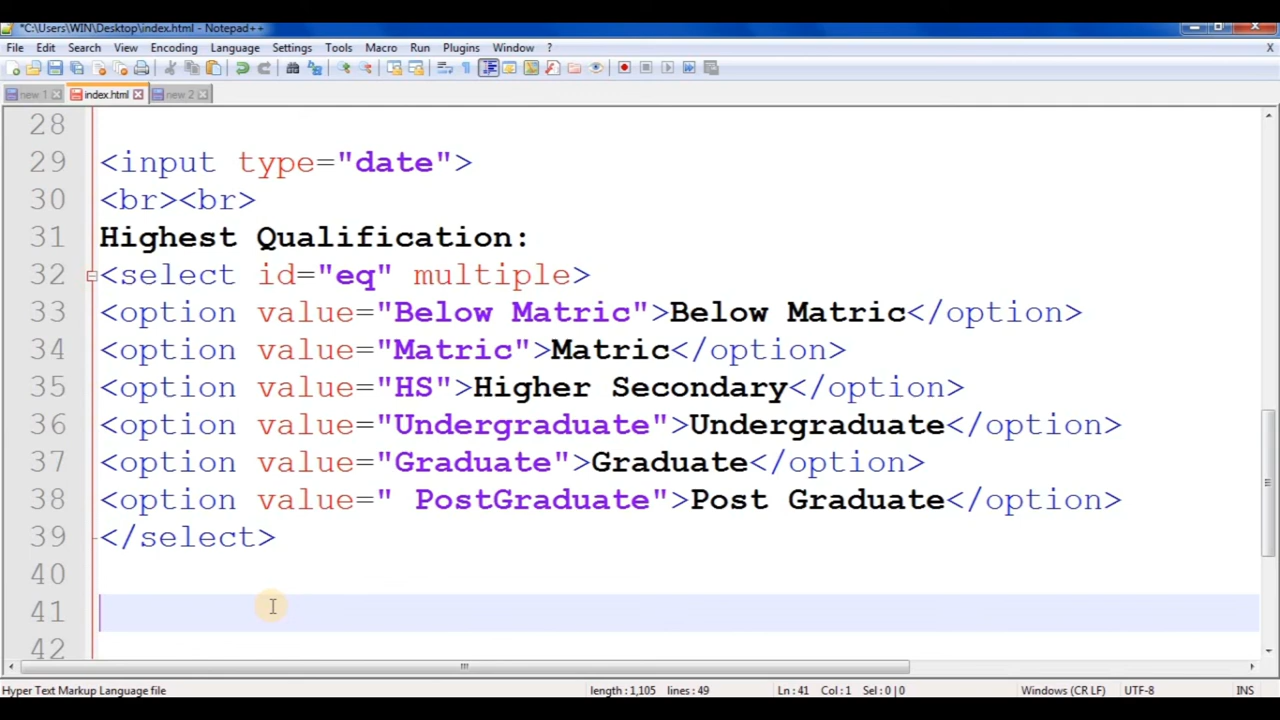 *C:\Users\WIN\Desktop\index.html - Notepad++
File Edit Search View Encoding Language Settings Tools Macro Run Plugins Window ? X
new 1 index.html new 2
28
29 <input type="date">
30 <br><br>
31 Highest Qualification:
32 <select id="eq" multiple>
33 <option value="Below Matric">Below Matric</option>
34 <option value="Matric">Matric</option>
35 <option value="HS">Higher Secondary</option>
36 <option value="Undergraduate">Undergraduate</option>
37 <option value="Graduate">Graduate</option>
38 <option value=" PostGraduate">Post Graduate</option>
39 </select>
40
41
42
Hyper Text Markup Language file length : 1,105 lines : 49 Ln : 41 Col : 1 Sel : 0 | 0 Windows (CR LF) UTF-8 INS